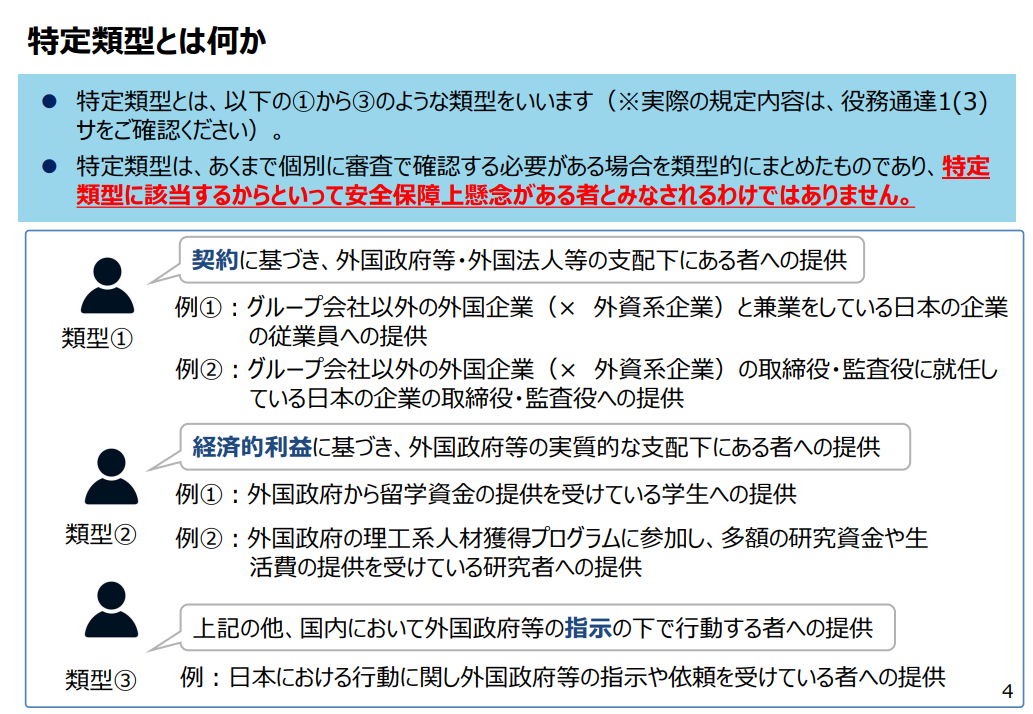 特定類型とは何か
● 特定類型とは、以下の①から③のような類型をいいます（※実際の規定内容は、役務通達1(3)
サをご確認ください）。
● 特定類型は、あくまで個別に審査で確認する必要がある場合を類型的にまとめたものであり、特定
類型に該当するからといって安全保障上懸念がある者とみなされるわけではありません。
契約に基づき、外国政府等・外国法人等の支配下にある者への提供
類型①
例①：グループ会社以外の外国企業（× 外資系企業）と兼業をしている日本の企業
の従業員への提供
例②：グループ会社以外の外国企業（× 外資系企業）の取締役・監査役に就任し
ている日本の企業の取締役・監査役への提供
経済的利益に基づき、外国政府等の実質的な支配下にある者への提供
類型②
例①：外国政府から留学資金の提供を受けている学生への提供
例②：外国政府の理工系人材獲得プログラムに参加し、多額の研究資金や生
活費の提供を受けている研究者への提供
上記の他、国内において外国政府等の指示の下で行動する者への提供
類型③
例：日本における行動に関し外国政府等の指示や依頼を受けている者への提供
4